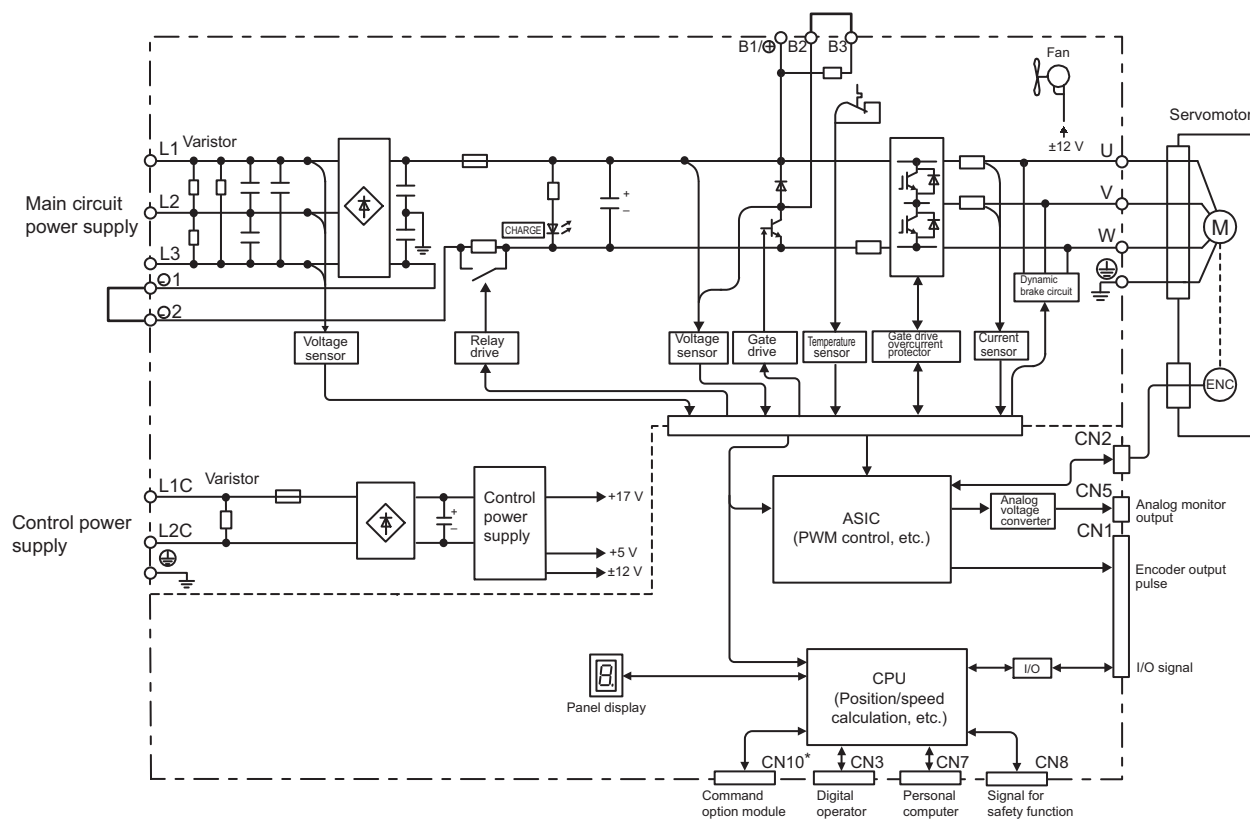 B1/⊕
B2
B3
Fan
±12 V
Servomotor
L1
Varistor
U
Main circuit
power supply
L2
V
L3
CHARGE
+
–
W
M
⊖1
⊖2
Dynamic
brake circuit
Voltage
sensor
Relay
drive
Voltage
sensor
Gate
drive
Temperature
sensor
Gate drive
overcurrent
protector
Current
sensor
ENC
CN2
L1C
Varistor
Control power
supply
L2C
+
–
Control
power
supply
+17 V
+5 V
±12 V
ASIC
(PWM control, etc.)
Analog
voltage
converter
CN5
Analog monitor
output
CN1
Encoder output
pulse
8.
Panel display
CPU
(Position/speed
calculation, etc.)
I/O
I/O signal
CN10*
CN3
CN7
CN8
Command
option module
Digital
operator
Personal
computer
Signal for
safety function